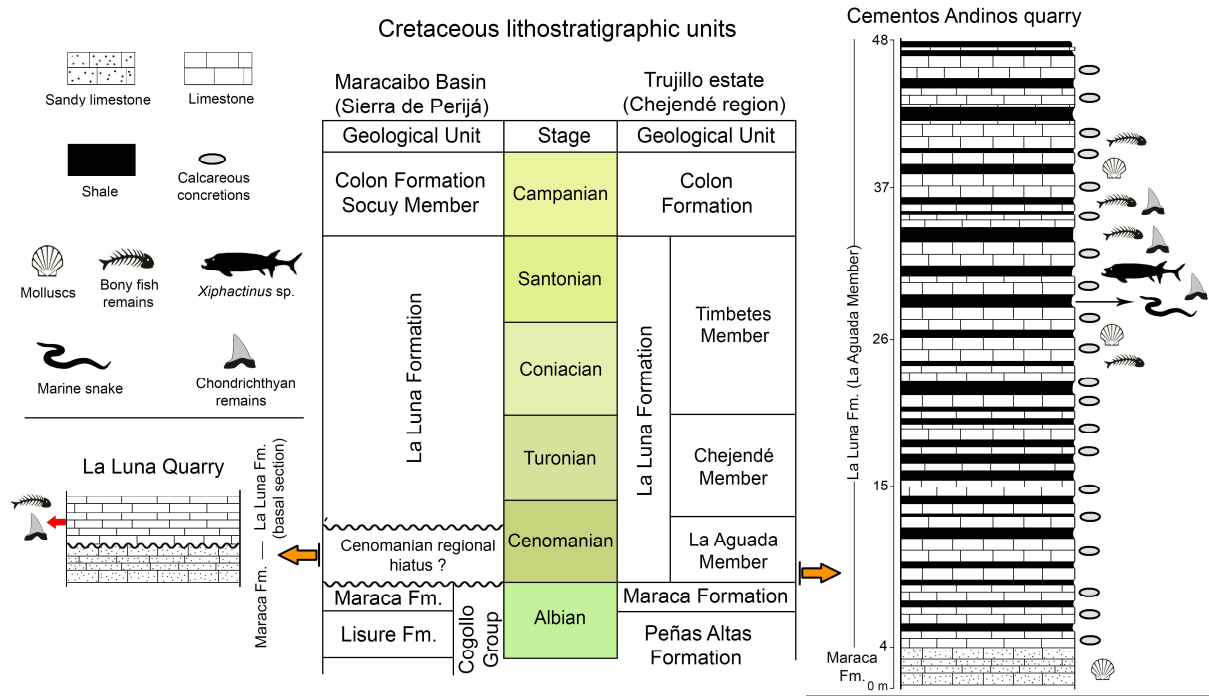 Cretaceous lithostratigraphic units
Cementos Andinos quarry
Sandy limestone
Limestone
Shale
Calcareous
concretions
Molluscs
Bony fish
remains
Xiphactinus sp.
Marine snake
Chondrichthyan
remains
La Luna Quarry
Maraca Fm.
La Luna Fm.
(basal section)
Maracaibo Basin
(Sierra de Perijá)
Trujillo estate
(Chejendé region)
Geological Unit
Stage
Geological Unit
Colon Formation
Socuy Member
Campanian
Colon
Formation
La Luna Formation
Santonian
Coniacian
Turonian
Cenomanian
La Luna Formation
Timbetes
Member
Chejendé
Member
La Aguada
Member
Cenomanian regional
hiatus ?
Maraca Fm.
Lisure Fm.
Cogollo
Group
Albian
Maraca Formation
Peñas Altas
Formation
48
37
26
15
4
0 m
La Luna Fm. (La Aguada Member)
Maraca
Fm.